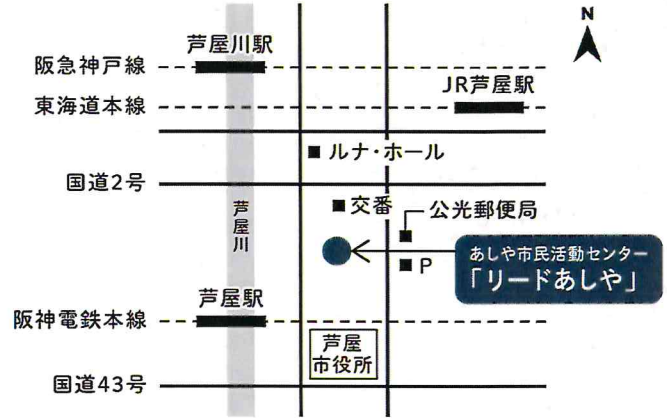 N
芦屋川駅
阪急神戸線
JR芦屋駅
東海道本線
ルナ・ホール
国道2号
交番
公光郵便局
芦屋川
あしや市民活動センター
「リードあしや」
P
芦屋駅
阪神電鉄本線
芦屋
市役所
国道43号